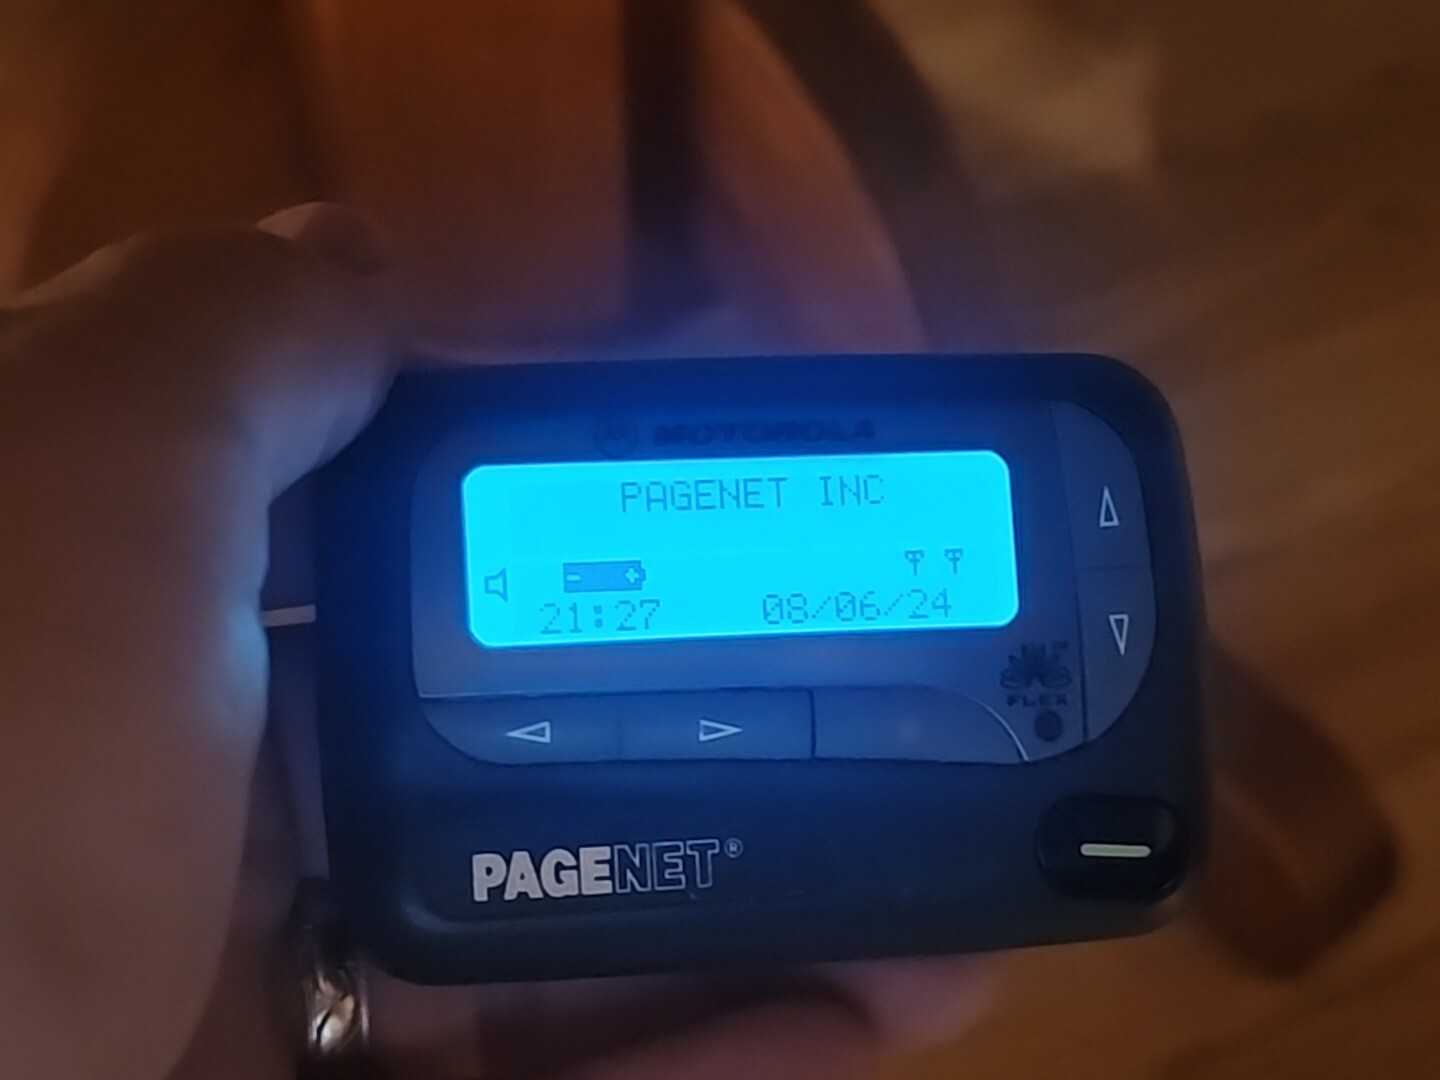 MOTOROLA
PAGENET INC
21:27 08/06/24
FLEX
PAGENET®